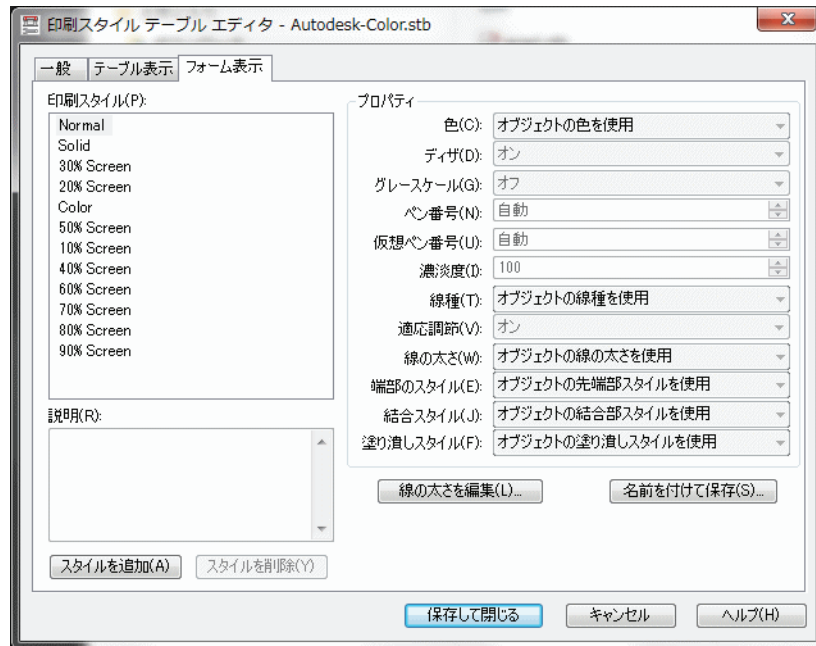 印刷スタイル テーブル エディタ - Autodesk-Color.stb
一般
テーブル表示
フォーム表示
印刷スタイル(P):
Normal
Solid
30% Screen
20% Screen
Color
50% Screen
10% Screen
40% Screen
60% Screen
70% Screen
80% Screen
90% Screen
説明(R):
スタイルを追加(A)
スタイルを削除(Y)
プロパティ
色(C): オブジェクトの色を使用
ディザ(D): オン
グレースケール(G): オフ
ペン番号(N): 自動
仮想ペン番号(U): 自動
濃淡度(I): 100
線種(T): オブジェクトの線種を使用
適応調節(V): オン
線の太さ(W): オブジェクトの線の太さを使用
端部のスタイル(E): オブジェクトの先端部スタイルを使用
結合スタイル(J): オブジェクトの結合部スタイルを使用
塗り潰しスタイル(F): オブジェクトの塗り潰しスタイルを使用
線の太さを編集(L)...
名前を付けて保存(S)...
保存して閉じる
キャンセル
ヘルプ(H)